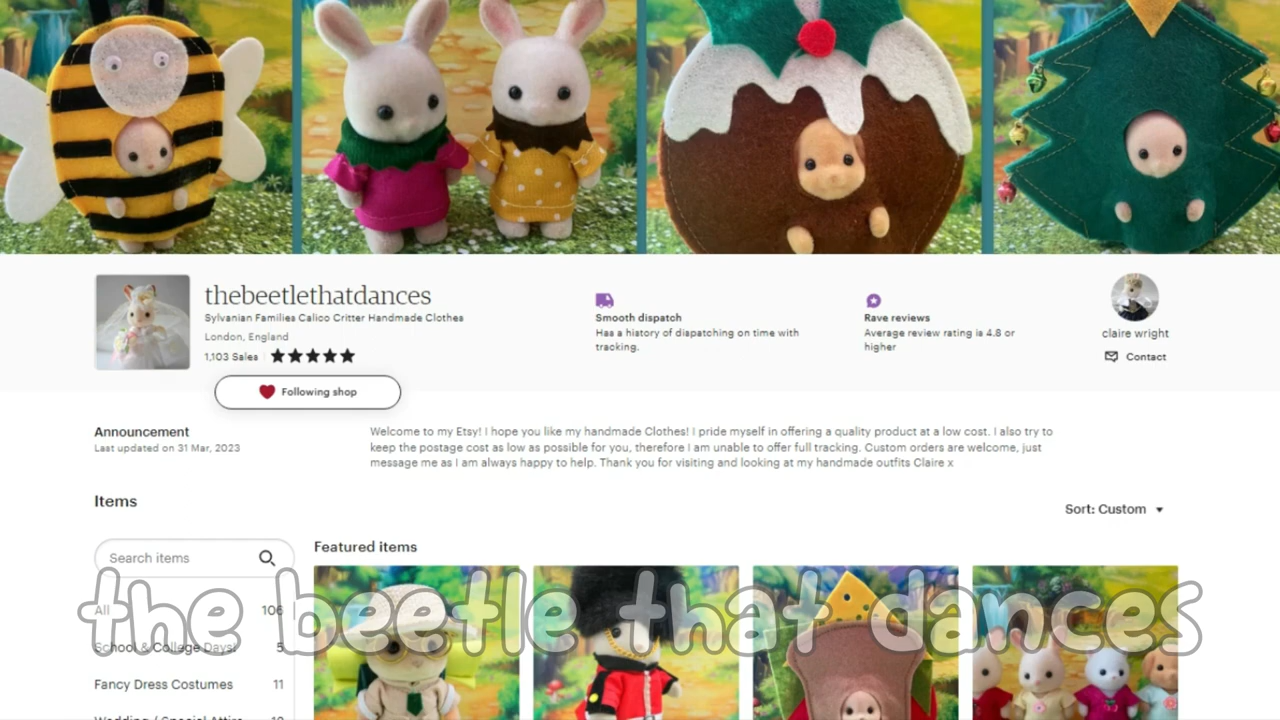 thebeetlethatdances
Sylvanian Families Calico Critter Handmade Clothes
London, England
1,103 Sales
Following shop
Smooth dispatch
Has a history of dispatching on time with
tracking.
Rave reviews
Average review rating is 4.8 or
higher
claire wright
Contact
Announcement
Last updated on 31 Mar, 2023
Welcome to my Etsy! I hope you like my handmade Clothes! I pride myself in offering a quality product at a low cost. I also try to
keep the postage cost as low as possible for you, therefore I am unable to offer full tracking. Custom orders are welcome, just
message me as I am always happy to help. Thank you for visiting and looking at my handmade outfits Claire x
Items
Sort: Custom
Search items
Featured items
All 106
the beetle that dances
School & College Days! 5
Fancy Dress Costumes 11
Wedding / Special Attire